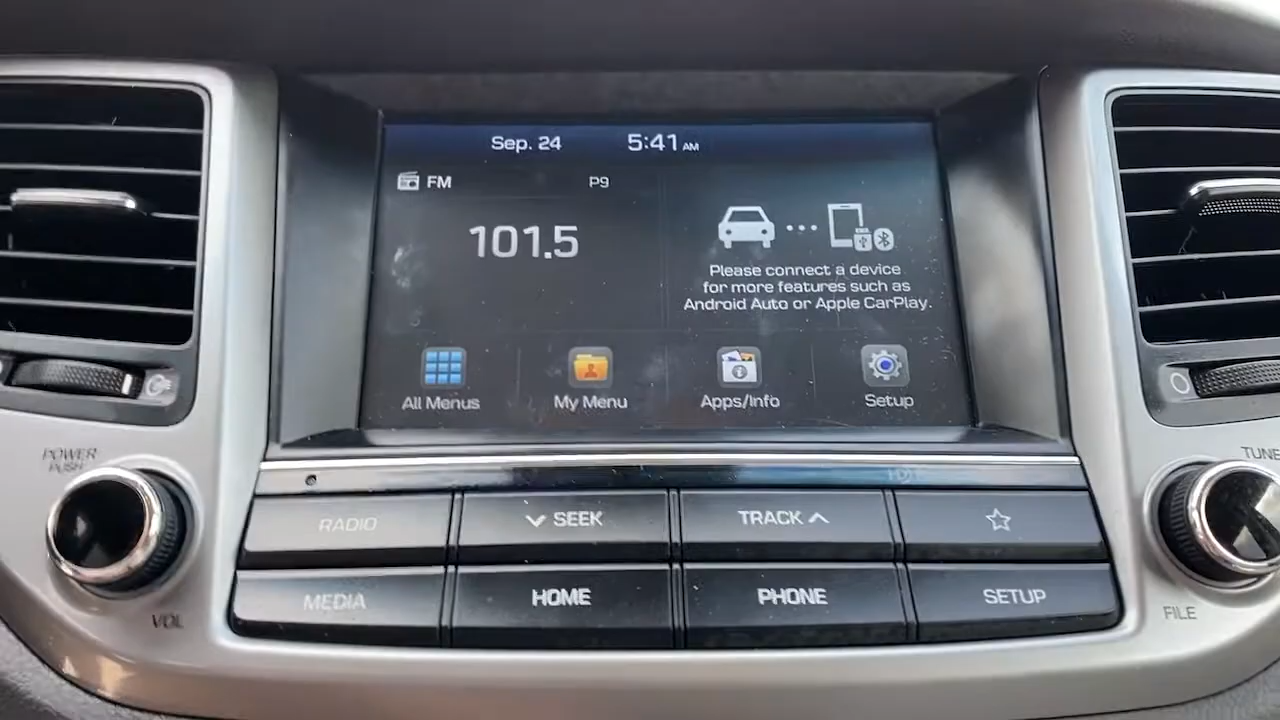 Sep. 24 5:41 AM
FM P9
101.5
Please connect a device
for more features such as
Android Auto or Apple CarPlay.
All Menus My Menu Apps/Info Setup
POWER
PUSH
TUNE
RADIO SEEK TRACK
MEDIA HOME PHONE SETUP
VOL FILE